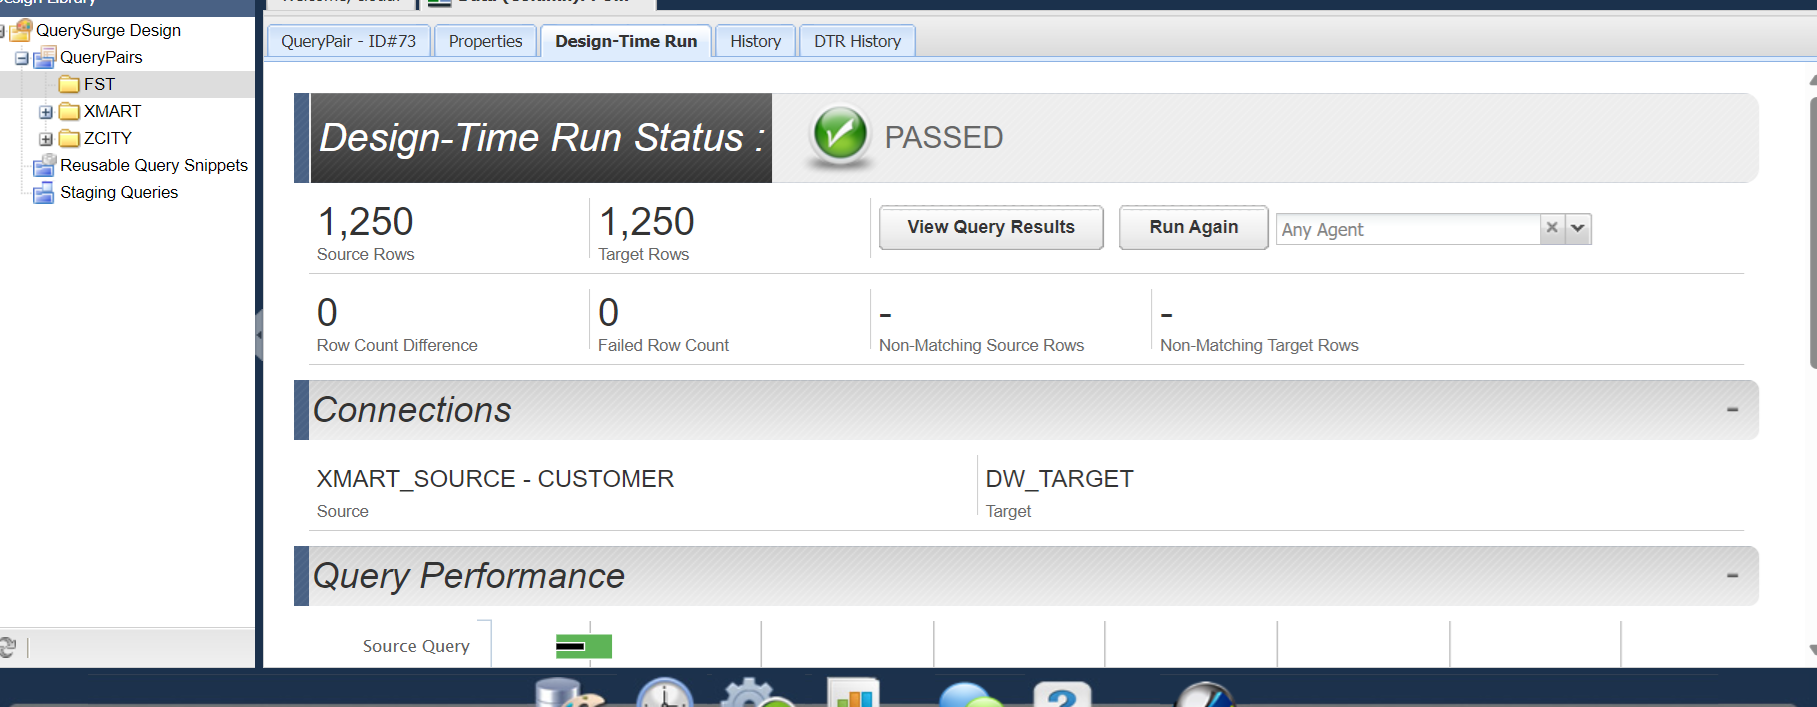 Design Library
QuerySurge Design
QueryPairs
FST
XMART
ZCITY
Reusable Query Snippets
Staging Queries
QueryPair - ID#73
Properties
Design-Time Run
History
DTR History
Design-Time Run Status :
PASSED
1,250
Source Rows
1,250
Target Rows
View Query Results
Run Again
Any Agent
0
Row Count Difference
0
Failed Row Count
-
Non-Matching Source Rows
-
Non-Matching Target Rows
Connections
XMART_SOURCE - CUSTOMER
Source
DW_TARGET
Target
Query Performance
Source Query